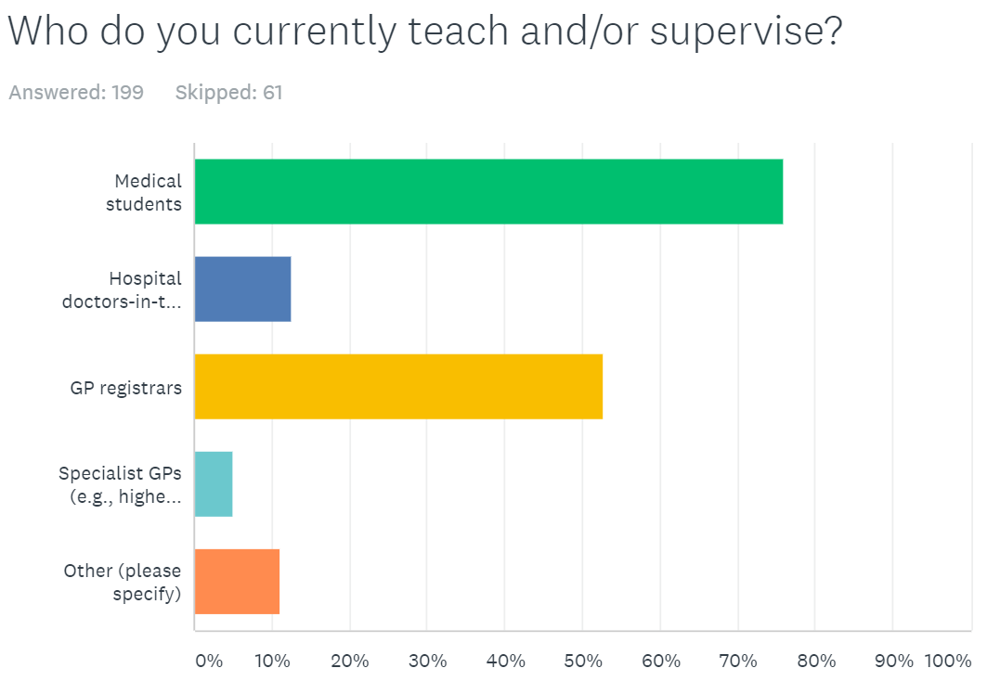 Who do you currently teach and/or supervise?
Answered: 199 Skipped: 61
Medical
students
Hospital
doctors-in-t...
GP registrars
Specialist GPs
(e.g., highe...
Other (please
specify)
0% 10% 20% 30% 40% 50% 60% 70% 80% 90% 100%